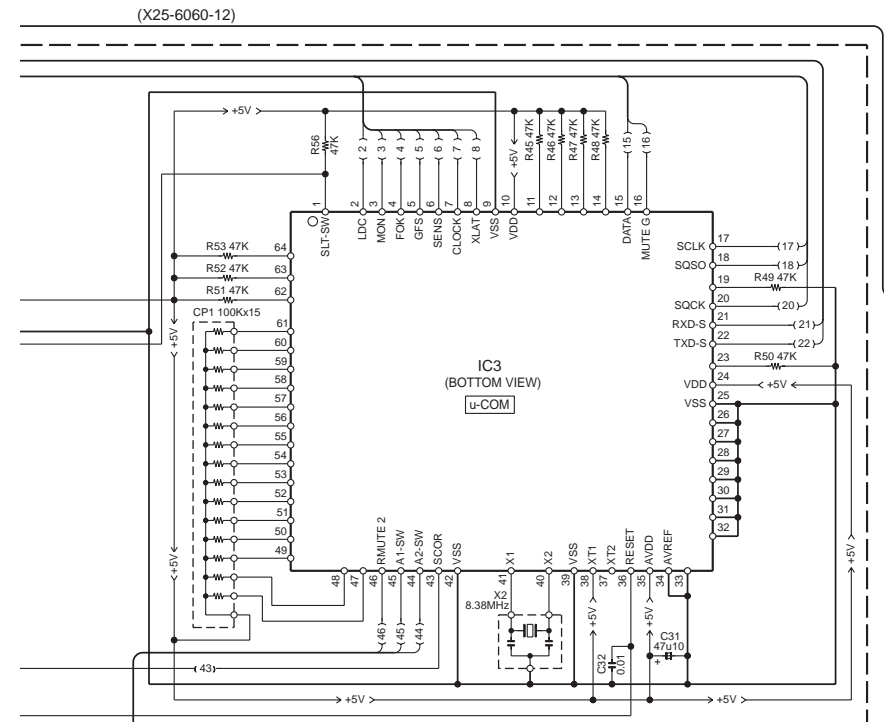 (X25-6060-12)
+5V
R56
47K
2
3
4
5
6
7
8
+5V
R45 47K
R46 47K
R47 47K
R48 47K
15
16
1
2
3
4
5
6
7
8
9
10
11
12
13
14
15
16
SLT-SW
LDC
MON
FOK
GFS
SENS
CLOCK
XLAT
VSS
VDD
DATA
MUTE G
R53 47K
64
R52 47K
63
R51 47K
62
CP1 100Kx15
61
60
59
58
57
56
55
54
53
52
51
50
49
+5V
+5V
IC3
(BOTTOM VIEW)
u-COM
SCLK
17
17
SQSO
18
18
19
R49 47K
SQCK
20
20
RXD-S
21
21
TXD-S
22
22
23
R50 47K
VDD
24
+5V
VSS
25
26
27
28
29
30
31
32
+5V
RMUTE 2
A1-SW
A2-SW
SCOR
VSS
X1
X2
VSS
XT1
XT2
RESET
AVDD
AVREF
48
47
46
45
44
43
42
41
40
39
38
37
36
35
34
33
X2
8.38MHz
46
45
44
43
+5V
+5V
C32
0.01
C31
47u10
+
+5V
+5V